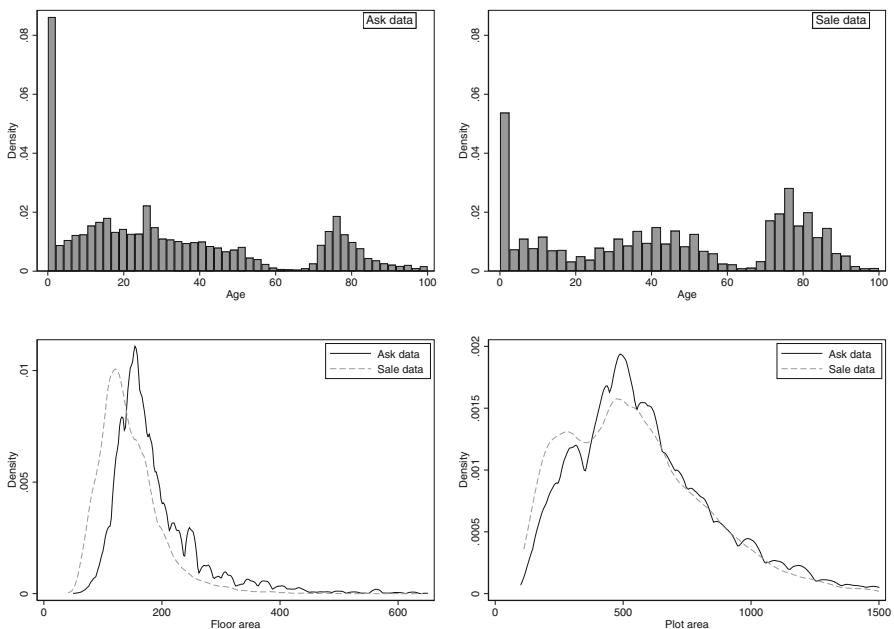 Ask data
Density
0
.02
.04
.06
.08
0
20
40
60
80
100
Age
Sale data
Density
0
.02
.04
.06
.08
0
20
40
60
80
100
Age
Ask data
Sale data
Density
0
.005
.01
0
200
400
600
Floor area
Ask data
Sale data
Density
0
.0005
.001
.0015
.002
0
500
1000
1500
Plot area